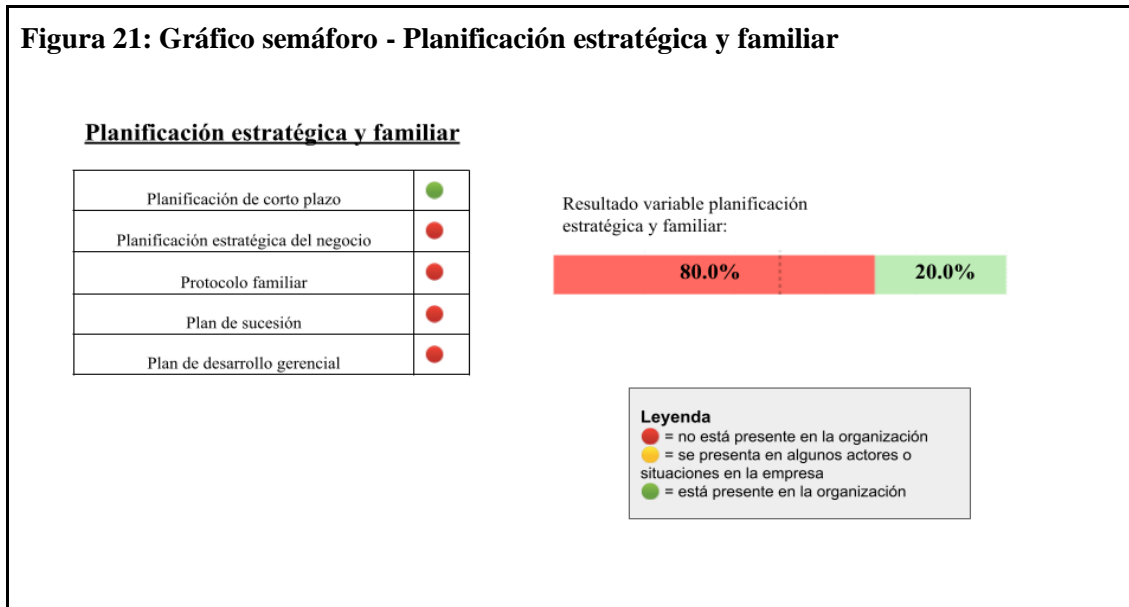 Figura 21: Gráfico semáforo - Planificación estratégica y familiar
Planificación estratégica y familiar
Planificación de corto plazo
Planificación estratégica del negocio
Protocolo familiar
Plan de sucesión
Plan de desarrollo gerencial
Resultado variable planificación
estratégica y familiar:
80.0% 20.0%
Leyenda
= no está presente en la organización
= se presenta en algunos actores o
situaciones en la empresa
= está presente en la organización